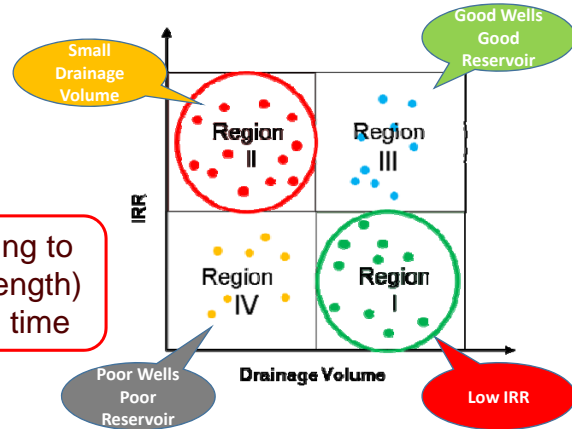 Good Wells
Good
Reservoir
Small
Drainage
Volume
Region
II
Region
III
IRR
ing to
ength)
time
Region
IV
Region
I
Poor Wells
Poor
Reservoir
Drainage Volume
Low IRR